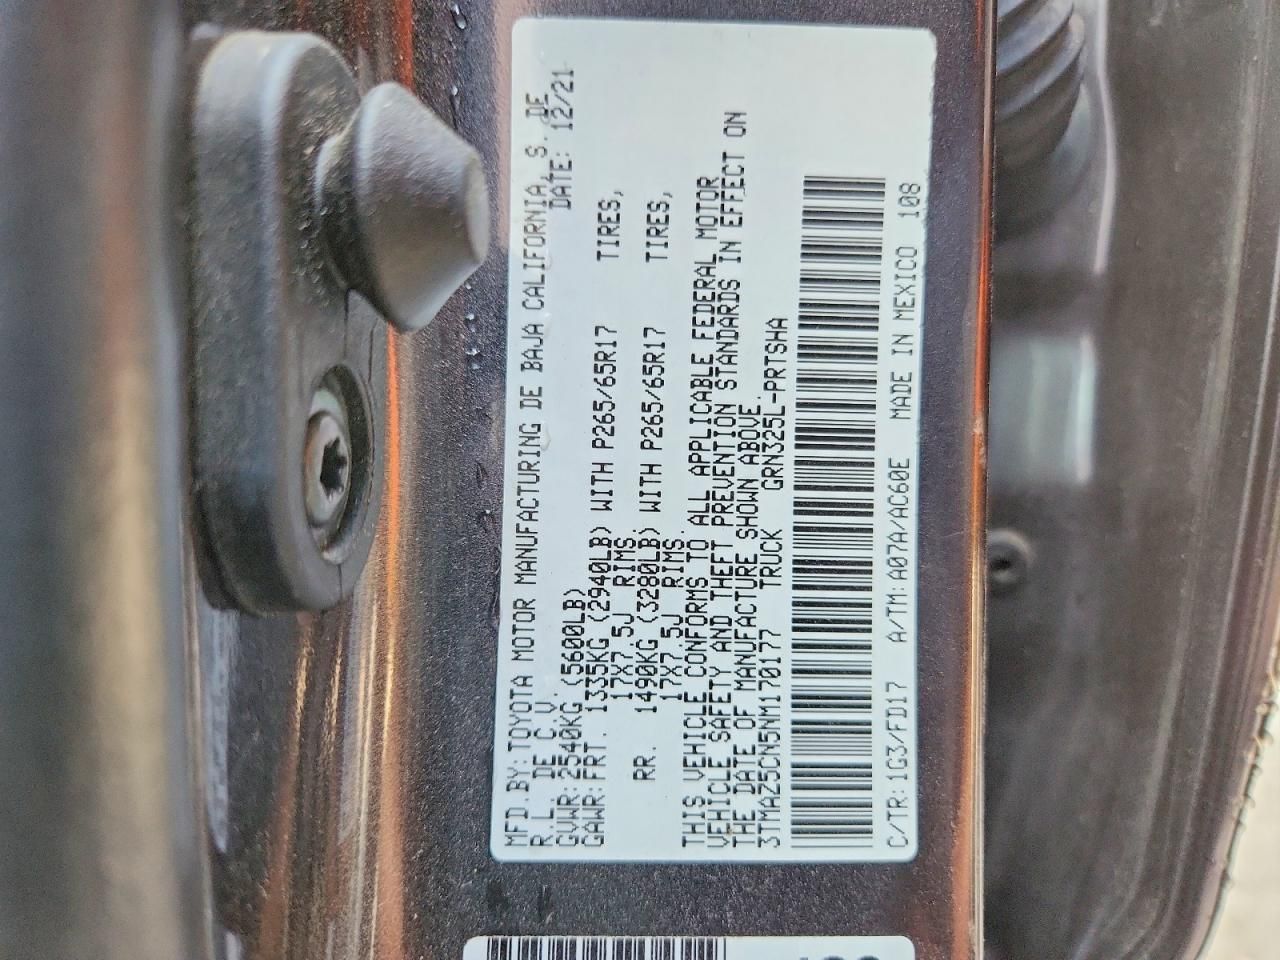 MFD.BY:TOYOTA MOTOR MANUFACTURING DE BAJA CALIFORNIA, S. DE
R.L. DE C.V. DATE: 12/21
GVWR:2540KG (5600LB)
GAWR:FRT. 1335KG (2940LB) WITH P265/65R17 TIRES,
17X7.5J RIMS
RR. 1490KG (3280LB) WITH P265/65R17 TIRES,
17X7.5J RIMS.
THIS VEHICLE CONFORMS TO ALL APPLICABLE FEDERAL MOTOR
VEHICLE SAFETY AND THEFT PREVENTION STANDARDS IN EFFECT ON
THE DATE OF MANUFACTURE SHOWN ABOVE.
3TMAZ5CN5NM170177 TRUCK GRN325L-PRTSHA
C/TR:1G3/FD17 A/TM:A07A/AC60E MADE IN MEXICO 108